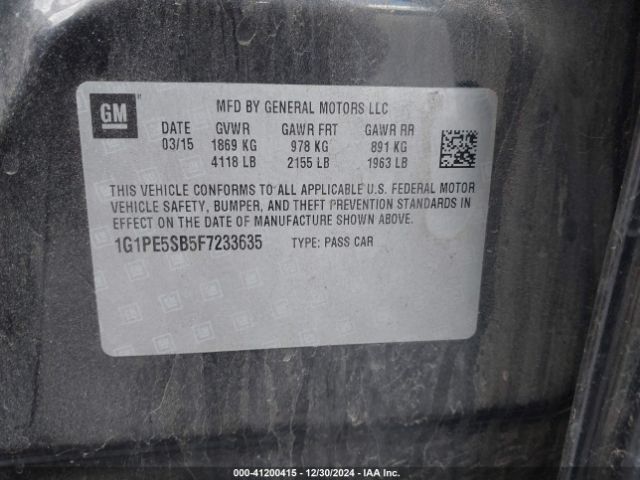 GM
MFD BY GENERAL MOTORS LLC
DATE GVWR GAWR FRT GAWR RR
03/15 1869 KG 978 KG 891 KG
4118 LB 2155 LB 1963 LB
THIS VEHICLE CONFORMS TO ALL APPLICABLE U.S. FEDERAL MOTOR
VEHICLE SAFETY, BUMPER, AND THEFT PREVENTION STANDARDS IN
EFFECT ON THE DATE OF MANUFACTURE SHOWN ABOVE.
1G1PE5SB5F7233635 TYPE: PASS CAR
000-41200415 - 12/30/2024 - IAA Inc.